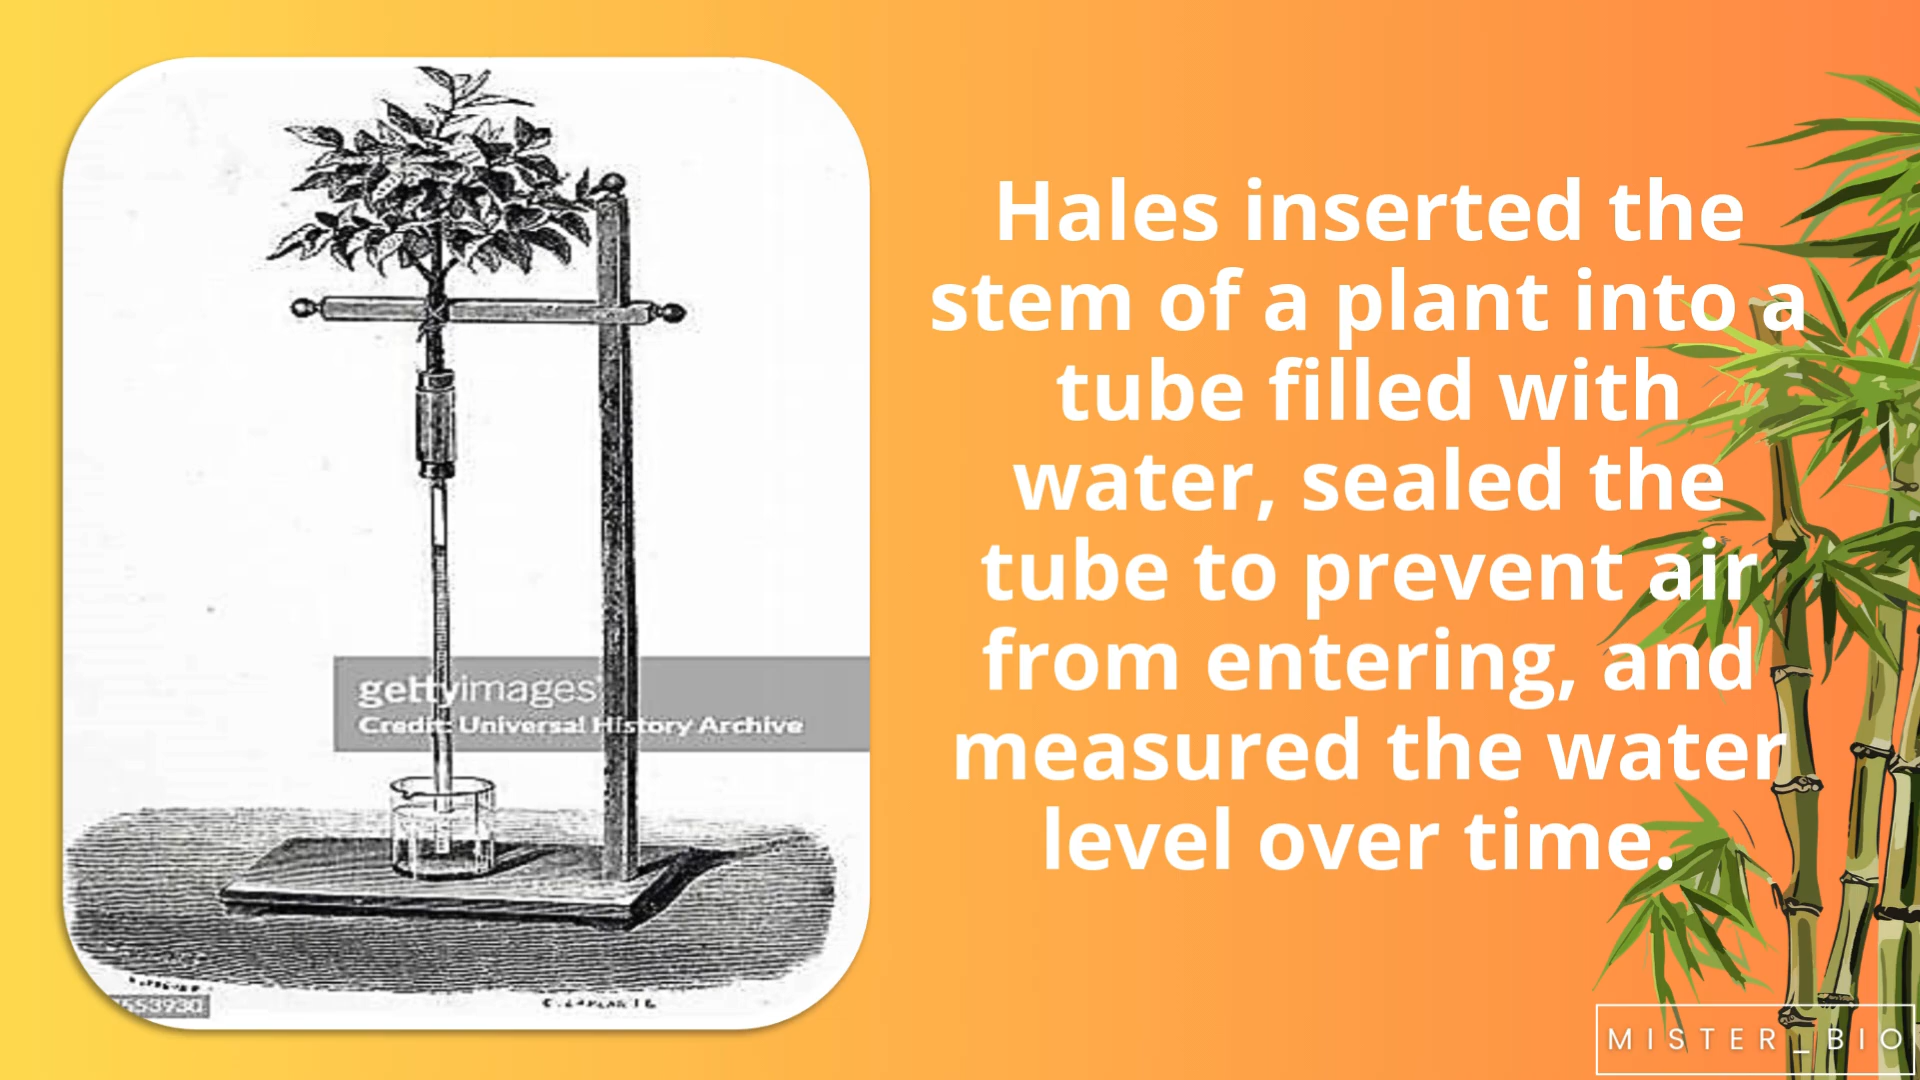 Hales inserted the
stem of a plant into a
tube filled with
water, sealed the
tube to prevent air
from entering, and
measured the water
level over time.
gettyimages
Credit: Universal History Archive
553930
MISTER_BIO